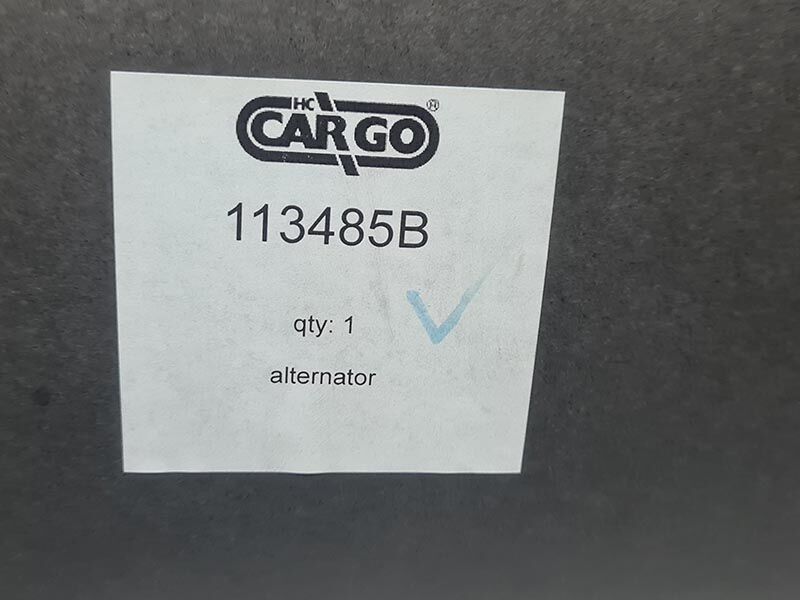 HC
CARGO
113485B
qty: 1
alternator